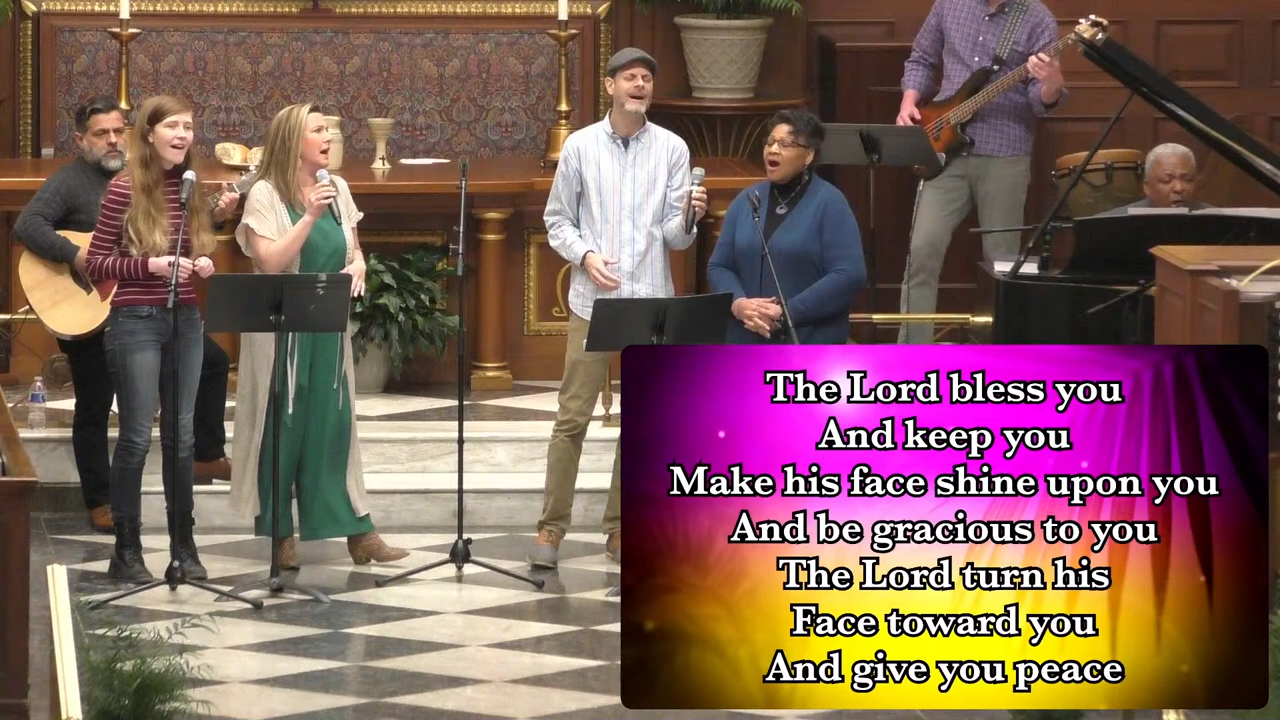 The Lord bless you
And keep you
Make his face shine upon you
And be gracious to you
The Lord turn his
Face toward you
And give you peace